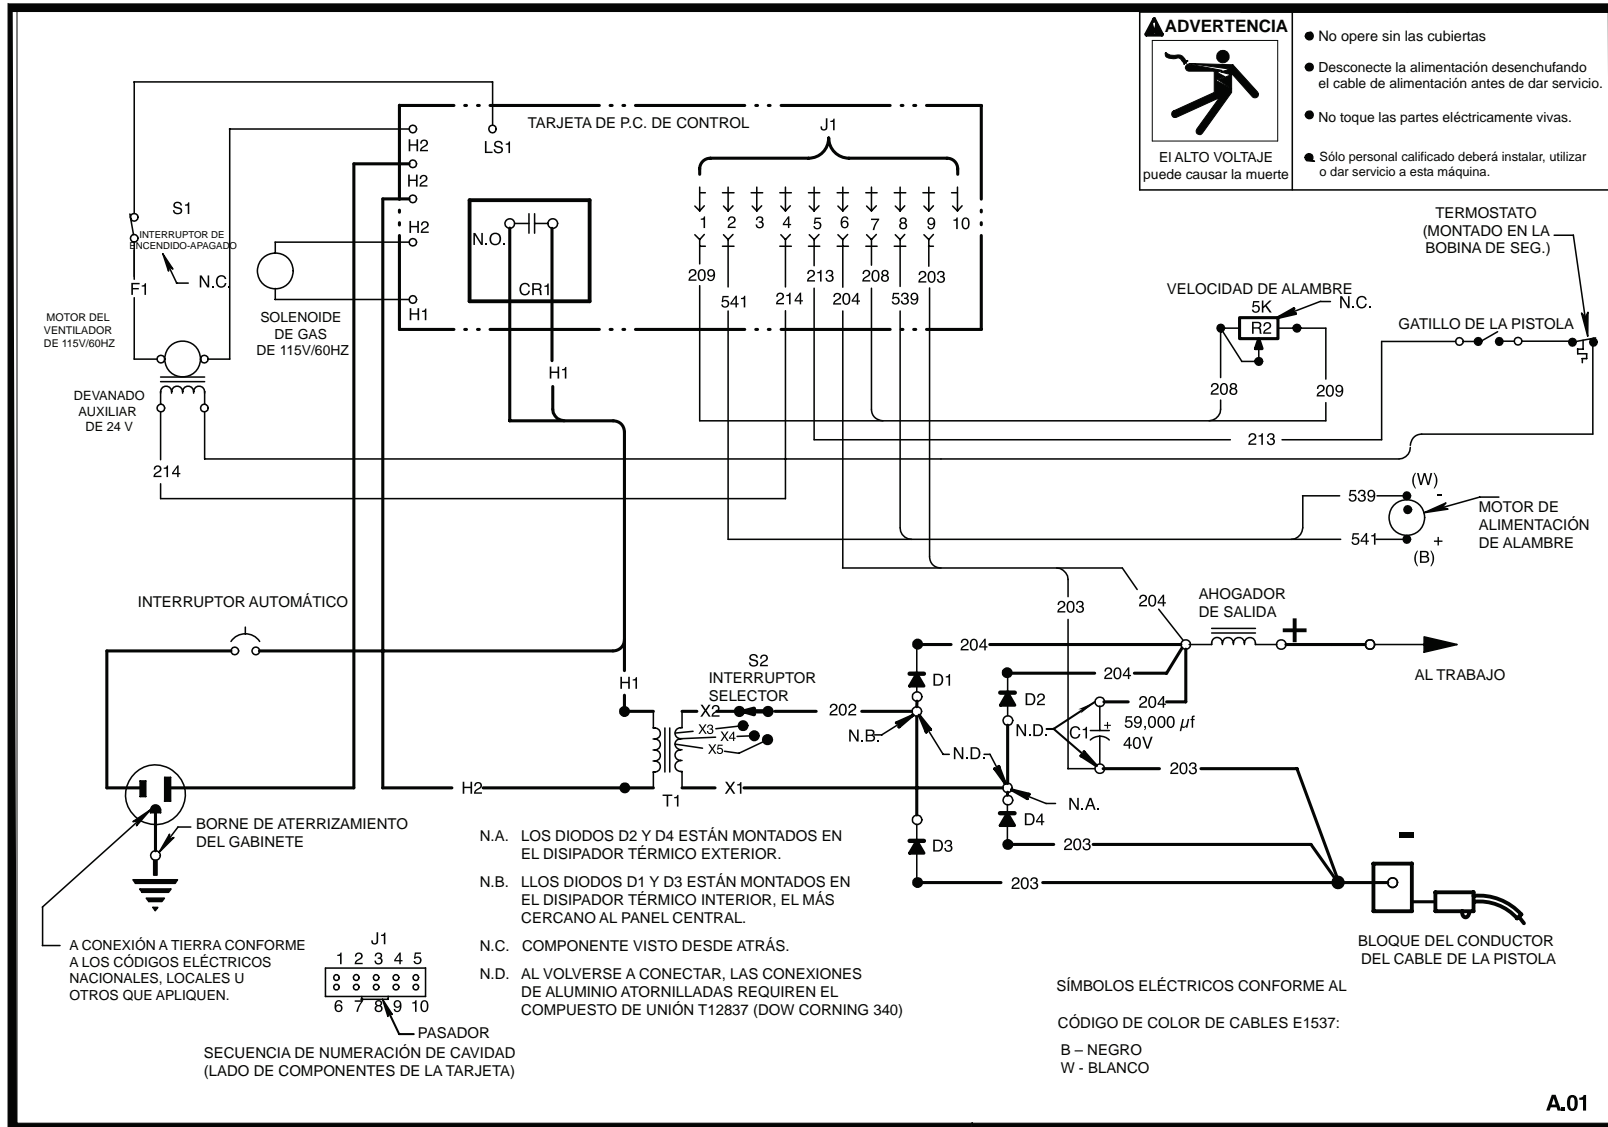 ADVERTENCIA
El ALTO VOLTAJE
puede causar la muerte
No opere sin las cubiertas
Desconecte la alimentación desenchufando
el cable de alimentación antes de dar servicio.
No toque las partes eléctricamente vivas.
Sólo personal calificado deberá instalar, utilizar
o dar servicio a esta máquina.
TARJETA DE P.C. DE CONTROL
J1
LS1
H2
H2
H2
H1
S1
INTERRUPTOR DE
ENCENDIDO-APAGADO
N.C.
F1
SOLENOIDE
DE GAS
DE 115V/60HZ
MOTOR DEL
VENTILADOR
DE 115V/60HZ
DEVANADO
AUXILIAR
DE 24 V
214
N.O.
CR1
H1
1 2 3 4 5 6 7 8 9 10
209 213 208 203
541 214 204 539
TERMOSTATO
(MONTADO EN LA
BOBINA DE SEG.)
VELOCIDAD DE ALAMBRE
5K
N.C.
R2
GATILLO DE LA PISTOLA
208
209
213
(W)
539
-
MOTOR DE
ALIMENTACIÓN
DE ALAMBRE
541
+
(B)
INTERRUPTOR AUTOMÁTICO
203
204
AHOGADOR
DE SALIDA
+
AL TRABAJO
204
204
204
H1
S2
INTERRUPTOR
SELECTOR
X2
X3
X4
X5
202
D1
D2
N.B.
N.D.
N.D.
C1
+
59,000 µf
40V
203
H2
T1
X1
N.A.
D4
D3
203
203
-
BORNE DE ATERRIZAMIENTO
DEL GABINETE
A CONEXIÓN A TIERRA CONFORME
A LOS CÓDIGOS ELÉCTRICOS
NACIONALES, LOCALES U
OTROS QUE APLIQUEN.
J1
1 2 3 4 5
6 7 8 9 10
PASADOR
SECUENCIA DE NUMERACIÓN DE CAVIDAD
(LADO DE COMPONENTES DE LA TARJETA)
N.A. LOS DIODOS D2 Y D4 ESTÁN MONTADOS EN
EL DISIPADOR TÉRMICO EXTERIOR.
N.B. LLOS DIODOS D1 Y D3 ESTÁN MONTADOS EN
EL DISIPADOR TÉRMICO INTERIOR, EL MÁS
CERCANO AL PANEL CENTRAL.
N.C. COMPONENTE VISTO DESDE ATRÁS.
N.D. AL VOLVERSE A CONECTAR, LAS CONEXIONES
DE ALUMINIO ATORNILLADAS REQUIREN EL
COMPUESTO DE UNIÓN T12837 (DOW CORNING 340)
BLOQUE DEL CONDUCTOR
DEL CABLE DE LA PISTOLA
SÍMBOLOS ELÉCTRICOS CONFORME AL
CÓDIGO DE COLOR DE CABLES E1537:
B – NEGRO
W - BLANCO
A.01